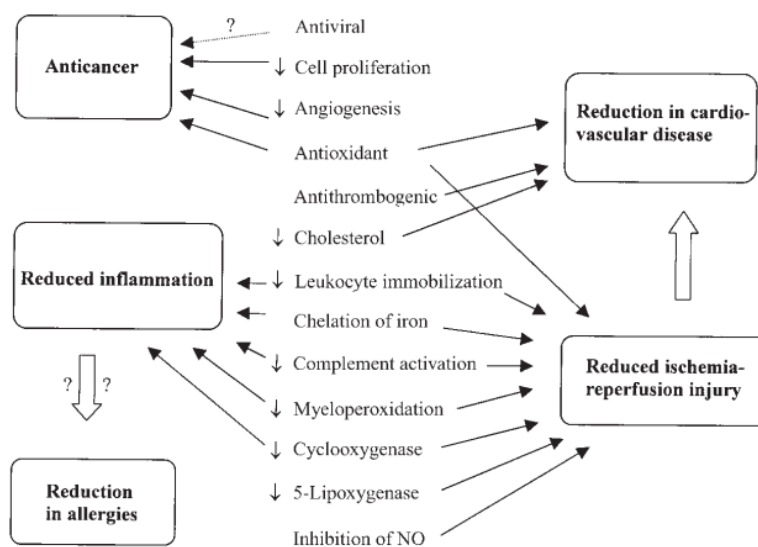 ?
Antiviral
Anticancer
↓ Cell proliferation
↓ Angiogenesis
Antioxidant
Reduction in cardio-
vascular disease
Antithrombogenic
↓ Cholesterol
Reduced inflammation
↓ Leukocyte immobilization
Chelation of iron
↓ Complement activation
Reduced ischemia-
reperfusion injury
? ?
↓ Myeloperoxidation
↓ Cyclooxygenase
↓ 5-Lipoxygenase
Reduction
in allergies
Inhibition of NO